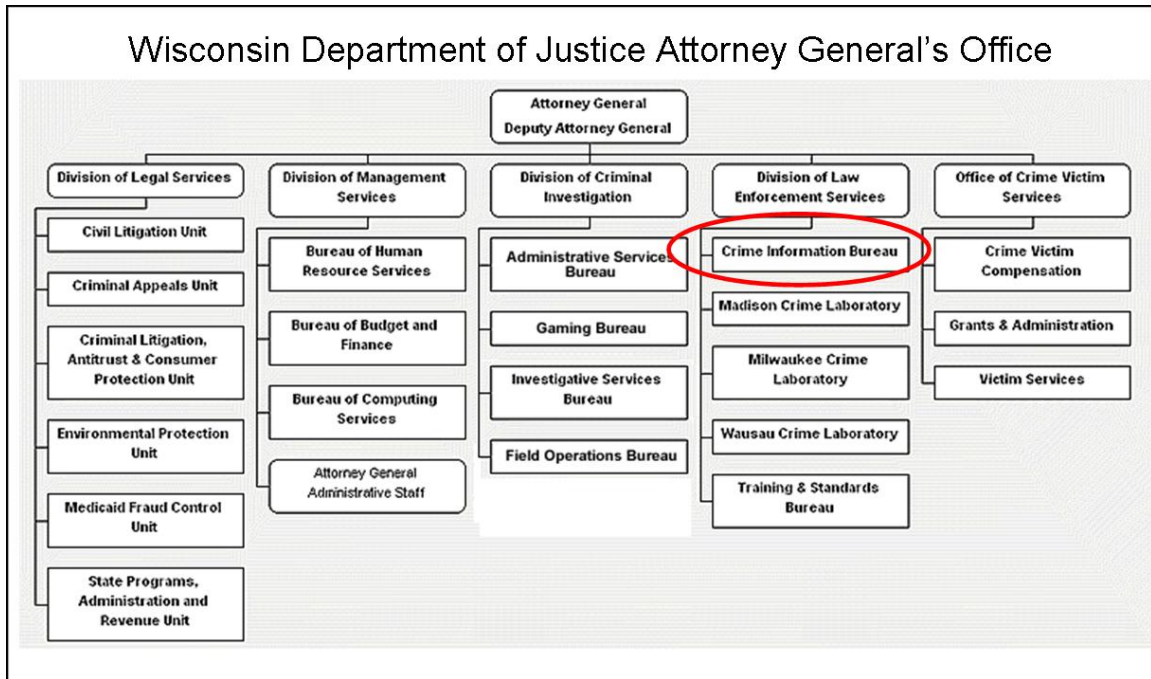 Wisconsin Department of Justice Attorney General's Office
Attorney General
Deputy Attorney General
Division of Legal Services
Civil Litigation Unit
Criminal Appeals Unit
Criminal Litigation,
Antitrust & Consumer
Protection Unit
Environmental Protection
Unit
Medicaid Fraud Control
Unit
State Programs,
Administration and
Revenue Unit
Division of Management
Services
Bureau of Human
Resource Services
Bureau of Budget and
Finance
Bureau of Computing
Services
Attorney General
Administrative Staff
Division of Criminal
Investigation
Administrative Services
Bureau
Gaming Bureau
Investigative Services
Bureau
Field Operations Bureau
Division of Law
Enforcement Services
Crime Information Bureau
Madison Crime Laboratory
Milwaukee Crime
Laboratory
Wausau Crime Laboratory
Training & Standards
Bureau
Office of Crime Victim
Services
Crime Victim
Compensation
Grants & Administration
Victim Services